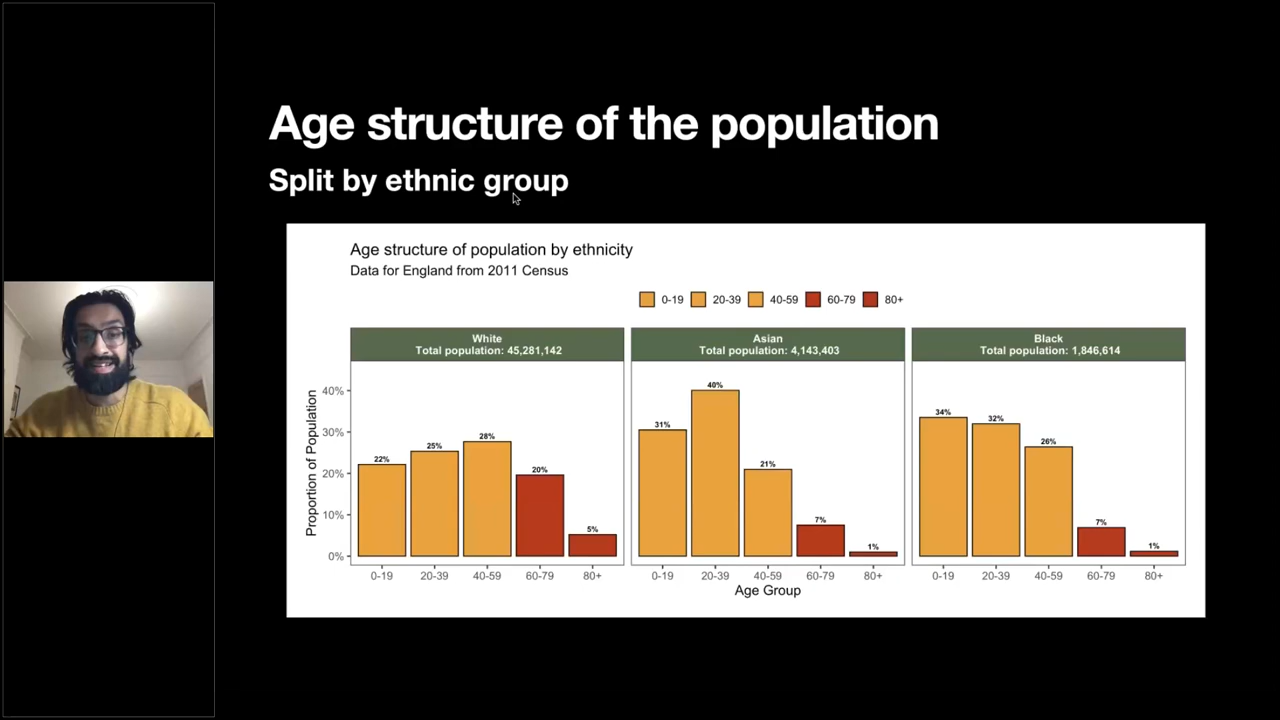 Age structure of the population
Split by ethnic group
Age structure of population by ethnicity
Data for England from 2011 Census
0-19 20-39 40-59 60-79 80+
White
Total population: 45,281,142
Asian
Total population: 4,143,403
Black
Total population: 1,846,614
Proportion of Population
40%
30%
20%
10%
0%
22% 25% 28% 20% 5%
31% 40% 21% 7% 1%
34% 32% 26% 7% 1%
0-19 20-39 40-59 60-79 80+
0-19 20-39 40-59 60-79 80+
0-19 20-39 40-59 60-79 80+
Age Group